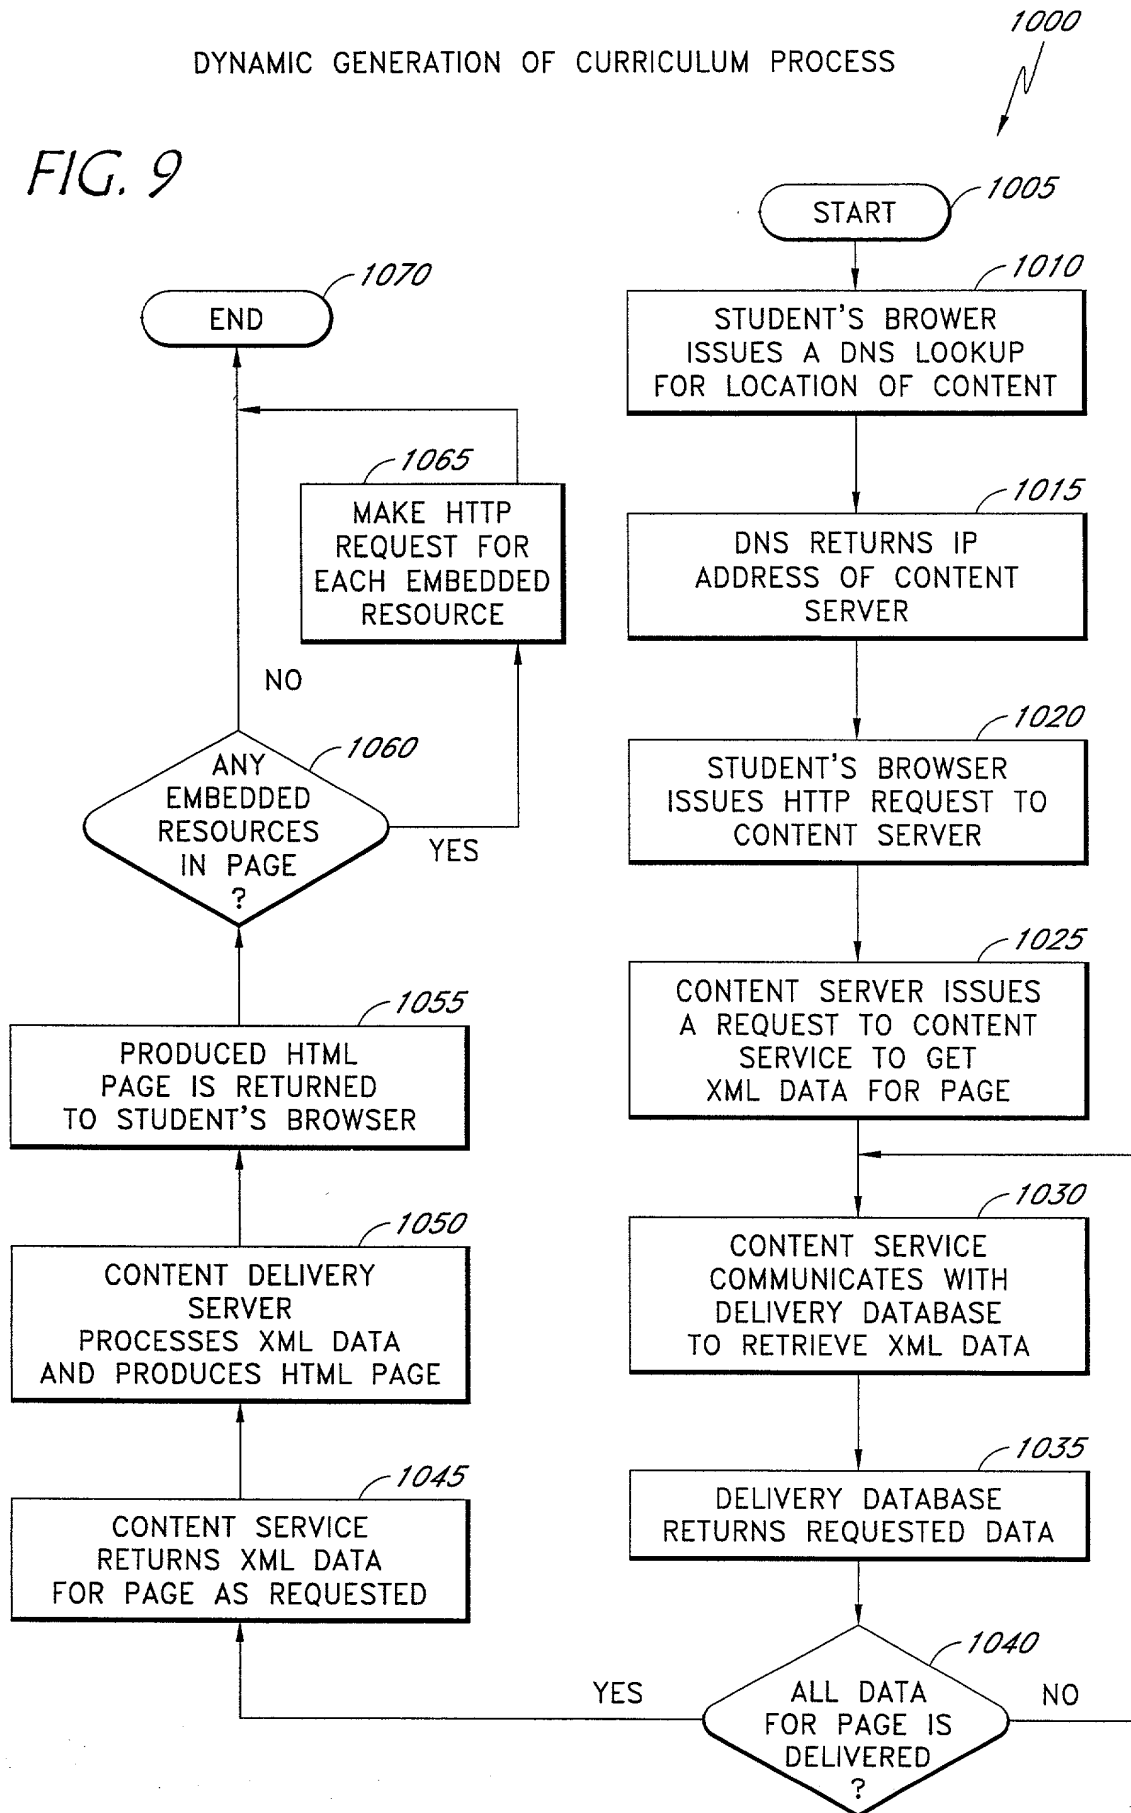 1000
DYNAMIC GENERATION OF CURRICULUM PROCESS
FIG. 9
1005
START
1010
STUDENT'S BROWER
ISSUES A DNS LOOKUP
FOR LOCATION OF CONTENT
1015
DNS RETURNS IP
ADDRESS OF CONTENT
SERVER
1020
STUDENT'S BROWSER
ISSUES HTTP REQUEST TO
CONTENT SERVER
1025
CONTENT SERVER ISSUES
A REQUEST TO CONTENT
SERVICE TO GET
XML DATA FOR PAGE
1030
CONTENT SERVICE
COMMUNICATES WITH
DELIVERY DATABASE
TO RETRIEVE XML DATA
1035
DELIVERY DATABASE
RETURNS REQUESTED DATA
1040
ALL DATA
FOR PAGE IS
DELIVERED
?
NO
YES
1045
CONTENT SERVICE
RETURNS XML DATA
FOR PAGE AS REQUESTED
1050
CONTENT DELIVERY
SERVER
PROCESSES XML DATA
AND PRODUCES HTML PAGE
1055
PRODUCED HTML
PAGE IS RETURNED
TO STUDENT'S BROWSER
1060
ANY
EMBEDDED
RESOURCES
IN PAGE
?
YES
NO
1065
MAKE HTTP
REQUEST FOR
EACH EMBEDDED
RESOURCE
1070
END